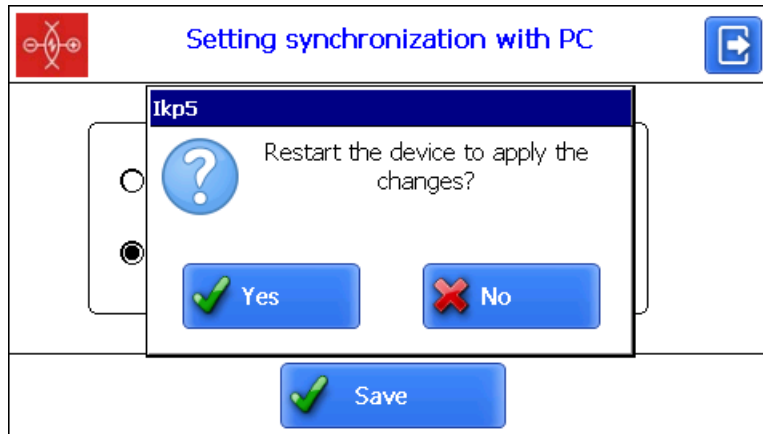 Setting synchronization with PC
Ikp5
Restart the device to apply the
changes?
Yes
No
Save